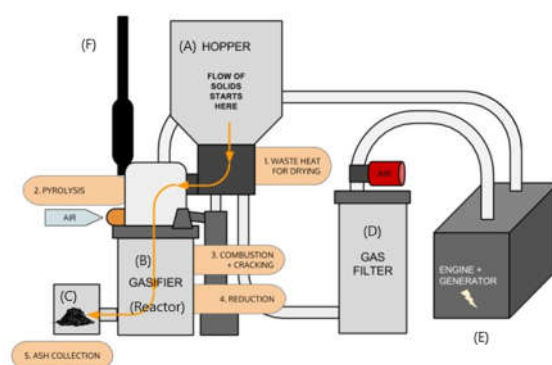 (F)
(A) HOPPER
FLOW OF
SOLIDS
STARTS
HERE
1. WASTE HEAT
FOR DRYING
2. PYROLYSIS
AIR
AIR
(B)
GASIFIER
(Reactor)
3. COMBUSTION
+ CRACKING
4. REDUCTION
(C)
5. ASH COLLECTION
(D)
GAS
FILTER
ENGINE +
GENERATOR
(E)